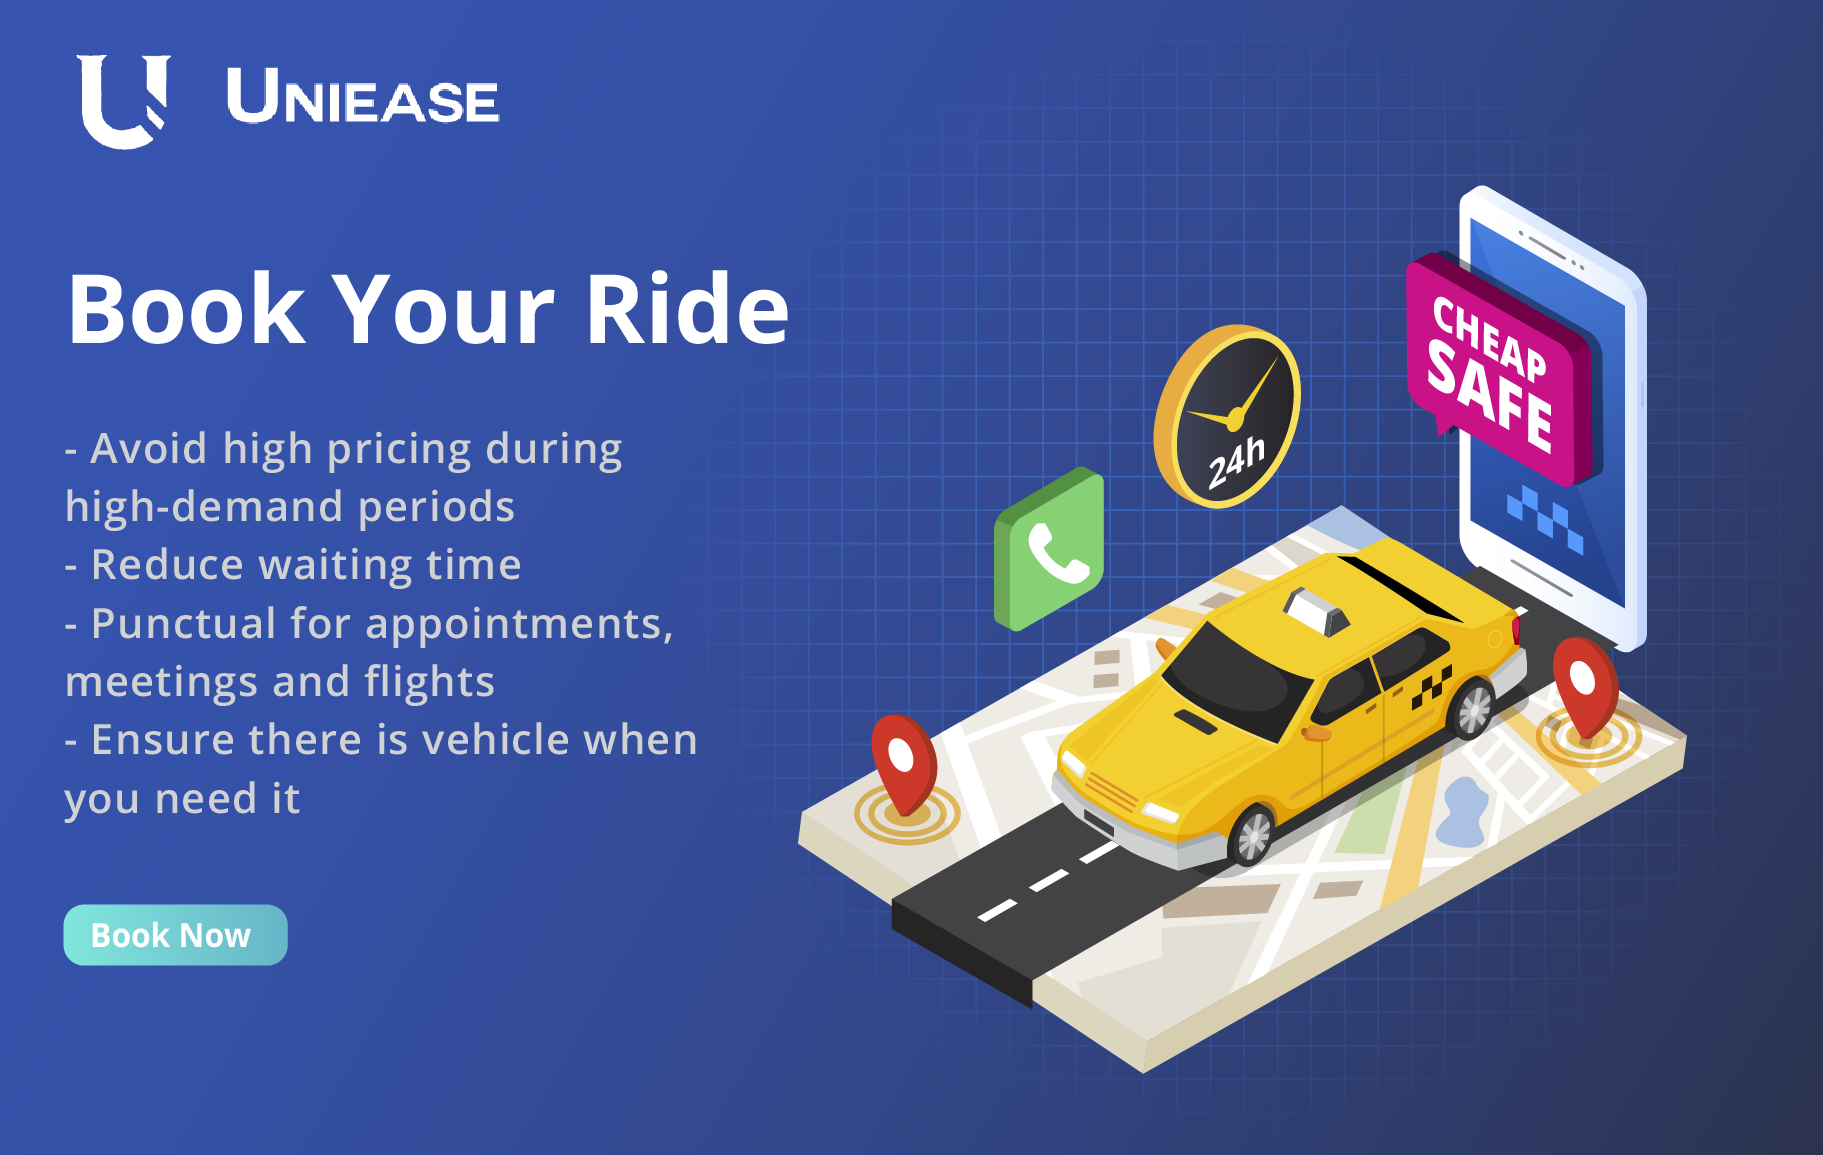 U UNIEASE
Book Your Ride
- Avoid high pricing during
high-demand periods
- Reduce waiting time
- Punctual for appointments,
meetings and flights
- Ensure there is vehicle when
you need it
Book Now
24h
CHEAP
SAFE